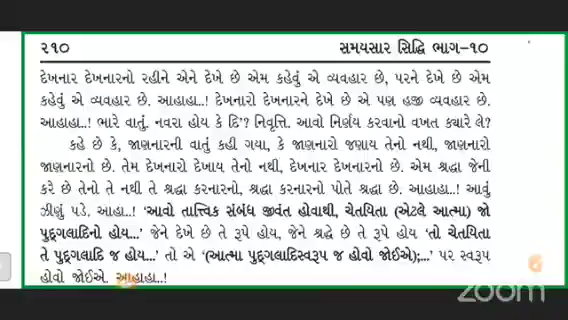 ૨૧૦ સમયસાર સિદ્ધિ ભાગ-૧૦
દેખનાર દેખનારનો રહીને એને દેખે છે એમ કહેવું એ વ્યવહાર છે, પરને દેખે છે એમ
કહેવું એ વ્યવહાર છે. આહાહા..! દેખનારો દેખનારને દેખે છે એ પણ હજી વ્યવહાર છે.
આહાહા..! ભારે વાતું. નવરા હોય કે દિ'? નિવૃત્તિ. આવો નિર્ણય કરવાનો વખત ક્યારે લે?
કહે છે કે, જાણનારની વાતું કહી ગયા, કે જાણનારો જણાય તેનો નથી, જાણનારો
જાણનારનો છે. તેમ દેખનારો દેખાય તેનો નથી, દેખનાર દેખનારનો છે. એમ શ્રદ્ધા જેની
કરે છે તેનો તે નથી તે શ્રદ્ધા કરનારનો, શ્રદ્ધા કરનારનો પોતે શ્રદ્ધા છે. આહાહા..! આવું
ઝીણું પડે. આહા..! 'આવો તાત્ત્વિક સંબંધ જીવંત હોવાથી, ચેતયિતા (એટલે આત્મા) જો
પુદ્ગલાદિનો હોય...' જેને દેખે છે તે રૂપે હોય, જેને શ્રદ્ધે છે તે રૂપે હોય 'તો ચેતયિતા
તે પુદ્ગલાદિ જ હોય...' તો એ '(આત્મા પુદ્ગલાદિસ્વરૂપ જ હોવો જોઈએ);...' પર સ્વરૂપ
હોવો જોઈએ. આહાહા..!
zoom